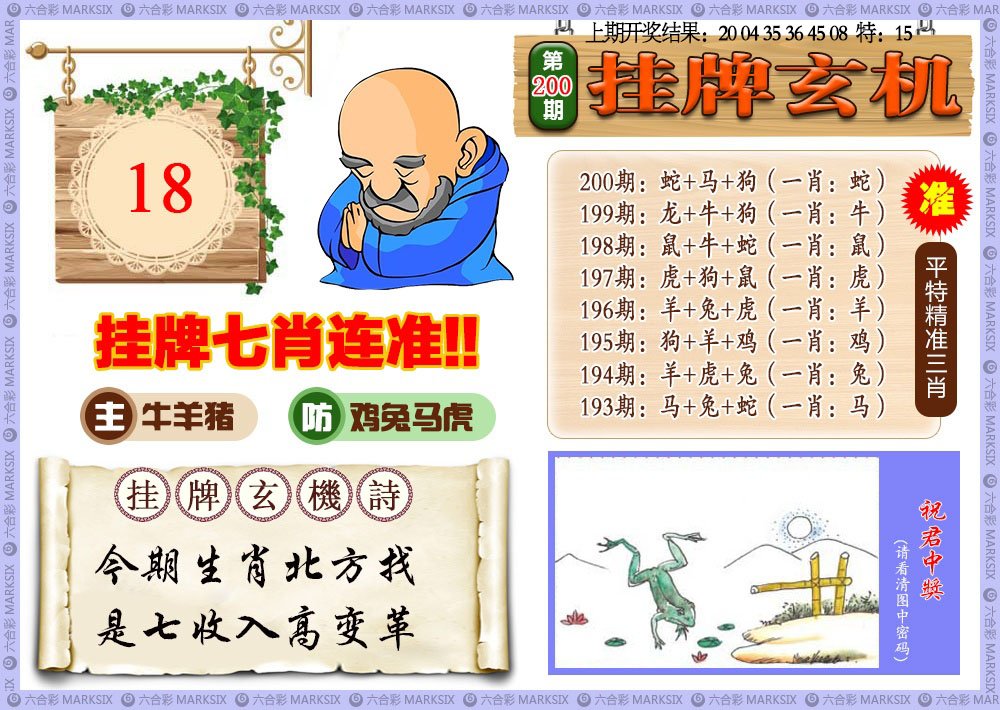 六合彩 MARKSIX
上期开奖结果：20 04 35 36 45 08 特：15
第200期
挂牌玄机
18
200期：蛇+马+狗（一肖：蛇）
199期：龙+牛+狗（一肖：牛）
198期：鼠+牛+蛇（一肖：鼠）
197期：虎+狗+鼠（一肖：虎）
196期：羊+兔+虎（一肖：羊）
195期：狗+羊+鸡（一肖：鸡）
194期：羊+虎+兔（一肖：兔）
193期：马+兔+蛇（一肖：马）
准
平特精准三肖
挂牌七肖连准!!
主 牛羊猪
防 鸡兔马虎
挂牌玄機詩
今期生肖北方找
是七收入高变革
祝君中獎
（请看清图中密码）